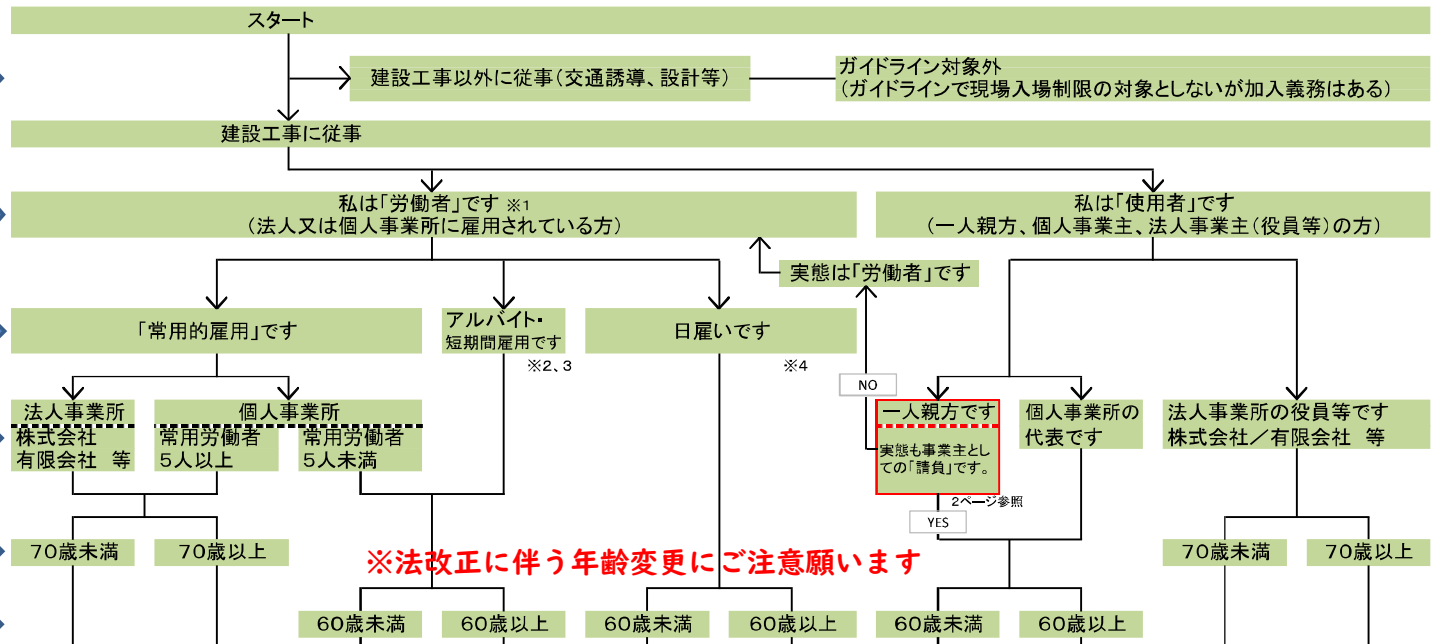 スタート
建設工事以外に従事（交通誘導、設計等）
ガイドライン対象外
（ガイドラインで現場入場制限の対象としないが加入義務はある）
建設工事に従事
私は「労働者」です ※1
（法人又は個人事業所に雇用されている方）
私は「使用者」です
（一人親方、個人事業主、法人事業主（役員等）の方）
実態は「労働者」です
「常用的雇用」です
アルバイト・
短期間雇用です
※2、3
日雇いです
※4
NO
法人事業所
株式会社
有限会社 等
個人事業所
常用労働者
5人以上
常用労働者
5人未満
一人親方です
実態も事業主とし
ての「請負」です。
2ページ参照
YES
個人事業所の
代表です
法人事業所の役員等です
株式会社／有限会社 等
70歳未満
70歳以上
※法改正に伴う年齢変更にご注意願います
70歳未満
70歳以上
60歳未満
60歳以上
60歳未満
60歳以上
60歳未満
60歳以上